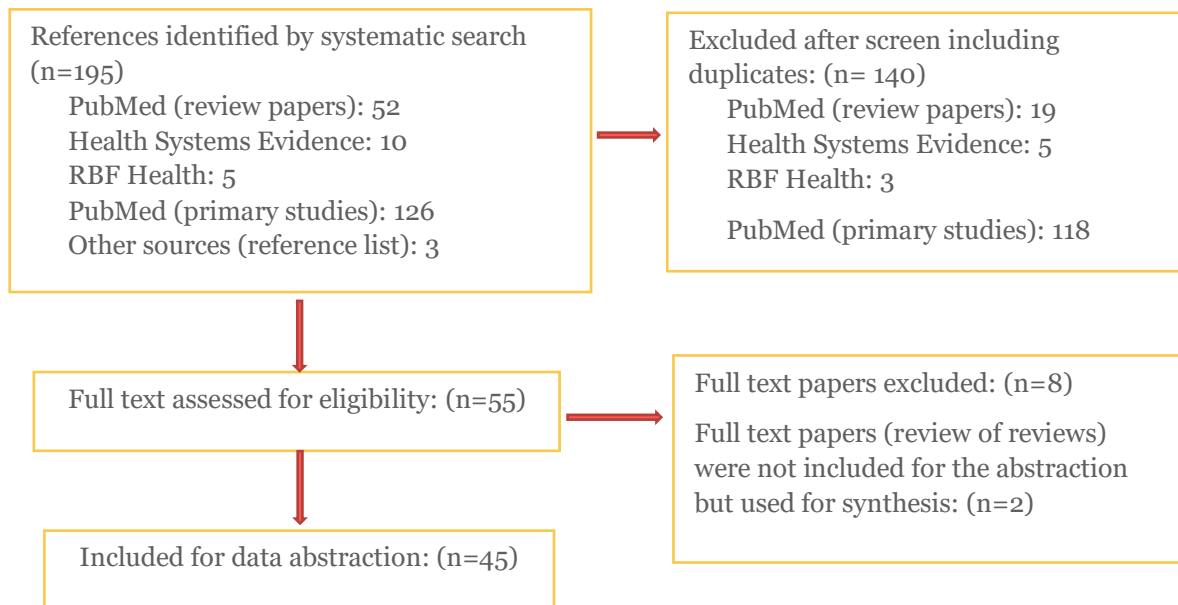 References identified by systematic search
(n=195)
PubMed (review papers): 52
Health Systems Evidence: 10
RBF Health: 5
PubMed (primary studies): 126
Other sources (reference list): 3
Excluded after screen including
duplicates: (n= 140)
PubMed (review papers): 19
Health Systems Evidence: 5
RBF Health: 3
PubMed (primary studies): 118
Full text assessed for eligibility: (n=55)
Full text papers excluded: (n=8)
Full text papers (review of reviews)
were not included for the abstraction
but used for synthesis: (n=2)
Included for data abstraction: (n=45)